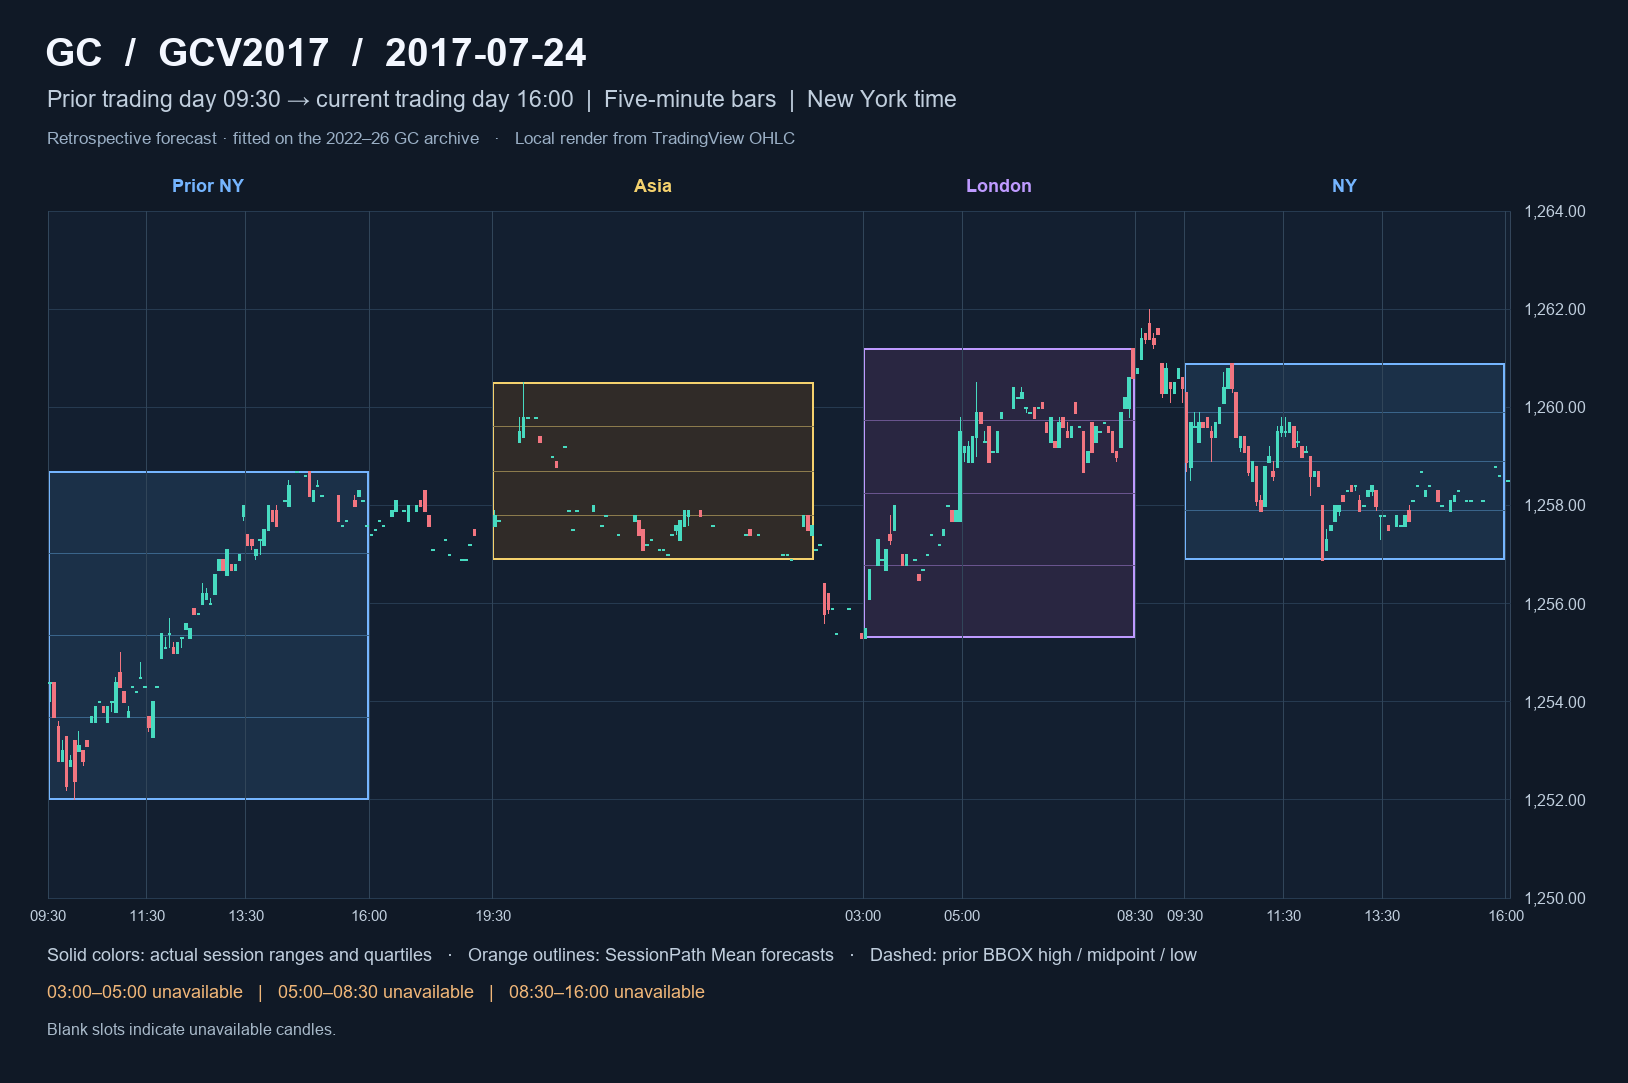 GC / GCV2017 / 2017-07-24
Prior trading day 09:30 → current trading day 16:00 | Five-minute bars | New York time
Retrospective forecast · fitted on the 2022–26 GC archive · Local render from TradingView OHLC
Prior NY Asia London NY
1,264.00
1,262.00
1,260.00
1,258.00
1,256.00
1,254.00
1,252.00
1,250.00
09:30 11:30 13:30 16:00 19:30 03:00 05:00 08:30 09:30 11:30 13:30 16:00
Solid colors: actual session ranges and quartiles · Orange outlines: SessionPath Mean forecasts · Dashed: prior BBOX high / midpoint / low
03:00–05:00 unavailable | 05:00–08:30 unavailable | 08:30–16:00 unavailable
Blank slots indicate unavailable candles.